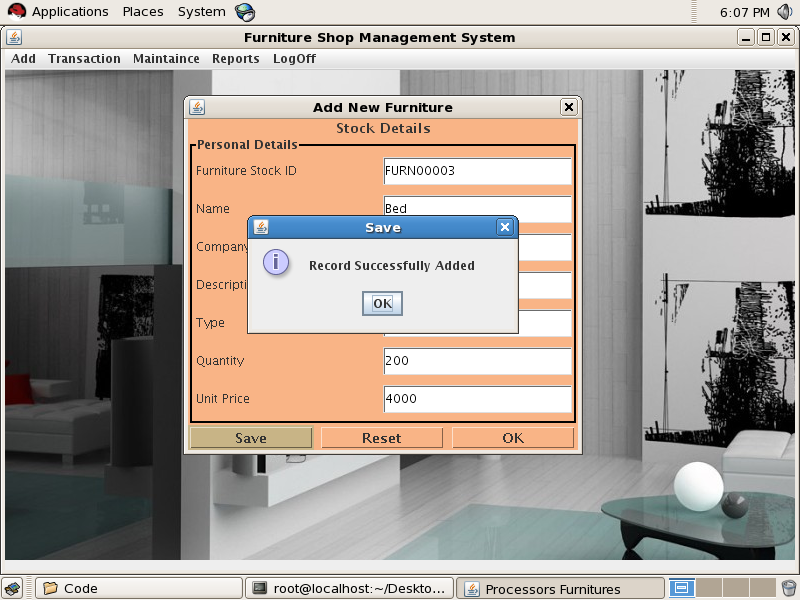 Applications Places System 6:07 PM
Furniture Shop Management System
Add Transaction Maintaince Reports LogOff
Add New Furniture
Stock Details
Personal Details
Furniture Stock ID FURN00003
Name Bed
Company
Save
Record Successfully Added
OK
Type
Quantity 200
Unit Price 4000
Save Reset OK
Code root@localhost:~/Deskto... Processors Furnitures